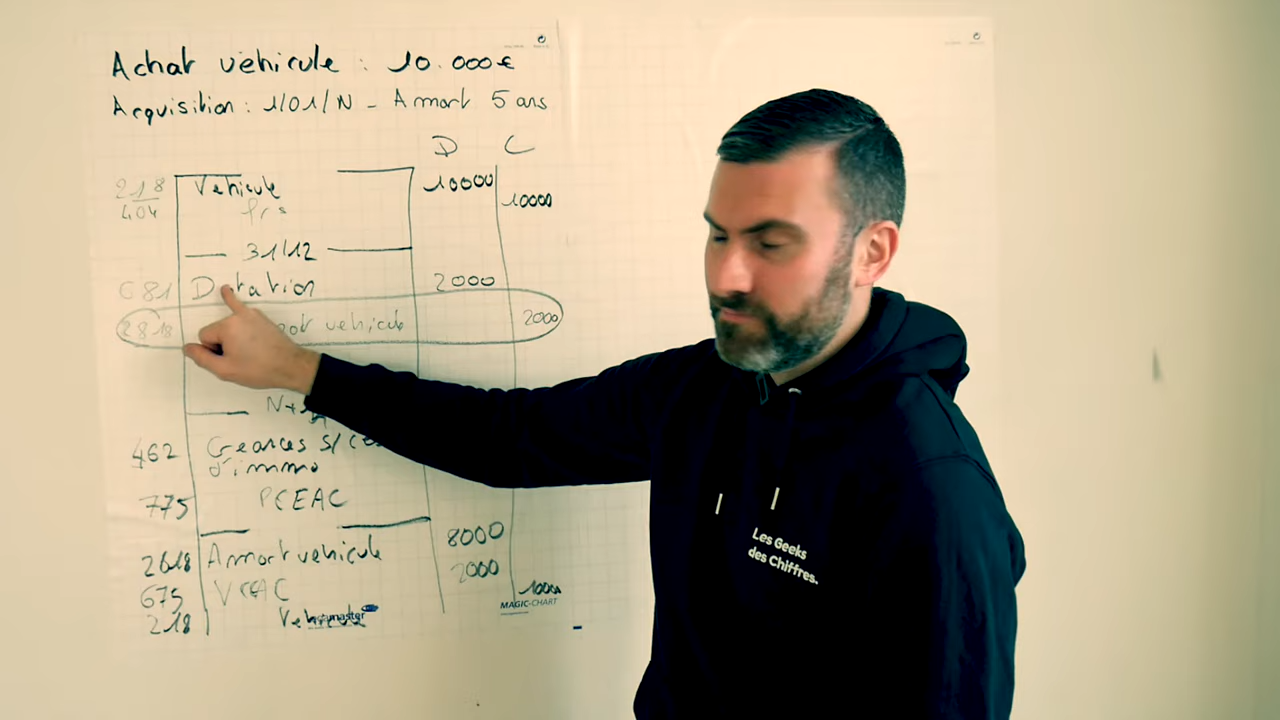 Achat véhicule : 10.000€
Acquisition : 1/01/N - Amort 5 ans
D C
218 Véhicule 10000
404 frs 10000
31/12
681 Dotation 2000
2818 véhicule 2000
N+
462 Créances s/
d'immo
775 PCEAC
2818 Amort véhicule 8000
675 VCEAC 2000
218 Véhicule 10000
MAGIC-CHART
Les Geeks
des Chiffres.